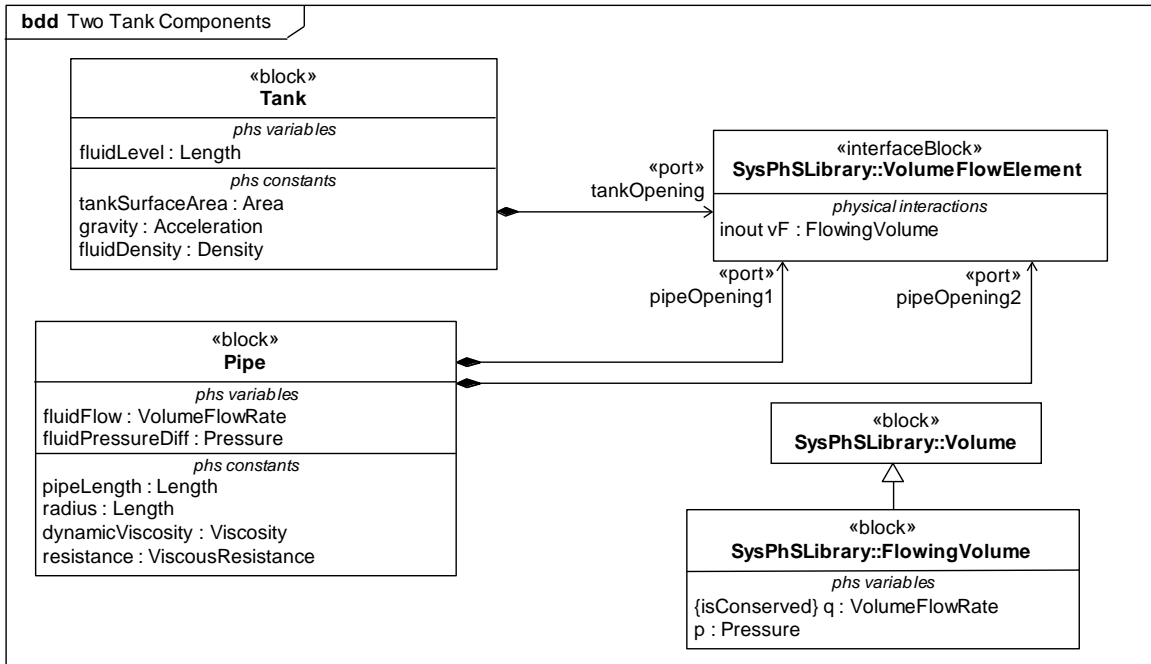 bdd Two Tank Components
«block»
Tank
phs variables
fluidLevel : Length
phs constants
tankSurfaceArea : Area
gravity : Acceleration
fluidDensity : Density
«port»
tankOpening
«interfaceBlock»
SysPhSLibrary::VolumeFlowElement
physical interactions
inout vF : FlowingVolume
«port»
pipeOpening1
«port»
pipeOpening2
«block»
Pipe
phs variables
fluidFlow : VolumeFlowRate
fluidPressureDiff : Pressure
phs constants
pipeLength : Length
radius : Length
dynamicViscosity : Viscosity
resistance : ViscousResistance
«block»
SysPhSLibrary::Volume
«block»
SysPhSLibrary::FlowingVolume
phs variables
{isConserved} q : VolumeFlowRate
p : Pressure